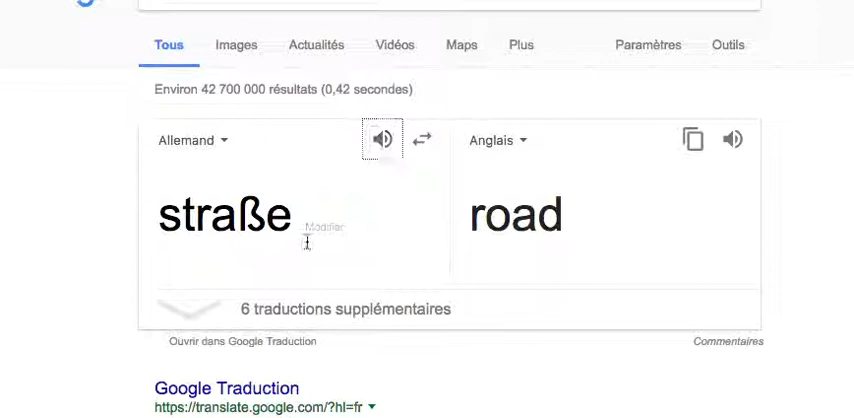 Tous Images Actualités Vidéos Maps Plus Paramètres Outils
Environ 42 700 000 résultats (0,42 secondes)
Allemand Anglais
straße Modifier road
6 traductions supplémentaires
Ouvrir dans Google Traduction Commentaires
Google Traduction
https://translate.google.com/?hl=fr